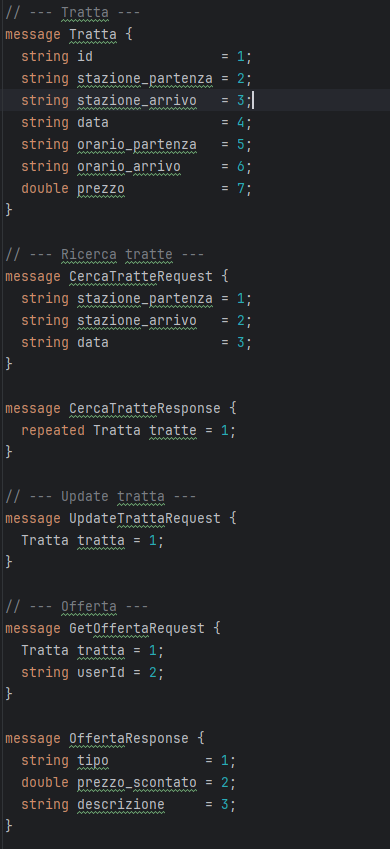 // --- Tratta ---
message Tratta {
  string id                = 1;
  string stazione_partenza = 2;
  string stazione_arrivo   = 3;
  string data              = 4;
  string orario_partenza   = 5;
  string orario_arrivo     = 6;
  double prezzo            = 7;
}

// --- Ricerca tratte ---
message CercaTratteRequest {
  string stazione_partenza = 1;
  string stazione_arrivo   = 2;
  string data              = 3;
}

message CercaTratteResponse {
  repeated Tratta tratte = 1;
}

// --- Update tratta ---
message UpdateTrattaRequest {
  Tratta tratta = 1;
}

// --- Offerta ---
message GetOffertaRequest {
  Tratta tratta = 1;
  string userId = 2;
}

message OffertaResponse {
  string tipo            = 1;
  double prezzo_scontato = 2;
  string descrizione     = 3;
}